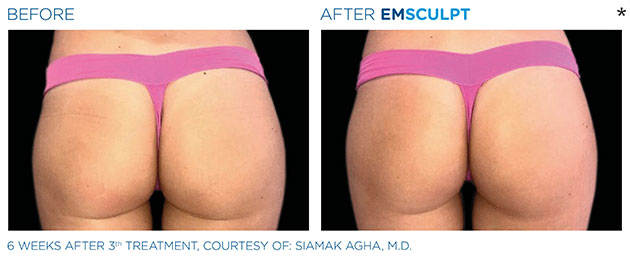 BEFORE
AFTER EMSCULPT *
6 WEEKS AFTER 3th TREATMENT, COURTESY OF: SIAMAK AGHA, M.D.